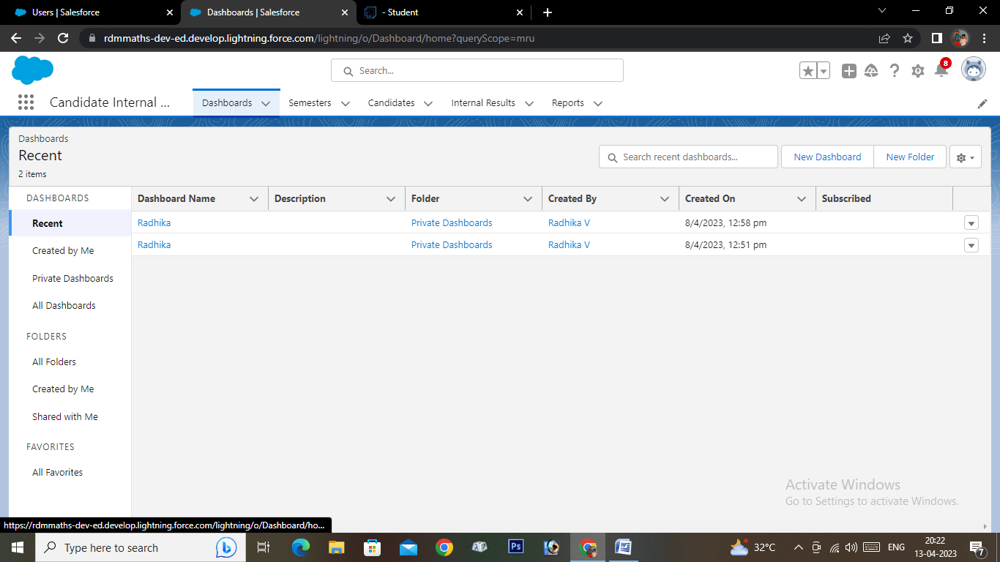 Users | Salesforce
Dashboards | Salesforce
- Student
rdmmaths-dev-ed.develop.lightning.force.com/lightning/o/Dashboard/home?queryScope=mru
Search...
8
Candidate Internal ...
Dashboards
Semesters
Candidates
Internal Results
Reports
Dashboards
Recent
2 items
Search recent dashboards...
New Dashboard
New Folder
DASHBOARDS
Recent
Created by Me
Private Dashboards
All Dashboards
FOLDERS
All Folders
Created by Me
Shared with Me
FAVORITES
All Favorites
Dashboard Name Description Folder Created By Created On Subscribed
Radhika Private Dashboards Radhika V 8/4/2023, 12:58 pm
Radhika Private Dashboards Radhika V 8/4/2023, 12:51 pm
Activate Windows
Go to Settings to activate Windows.
https://rdmmaths-dev-ed.develop.lightning.force.com/lightning/o/Dashboard/ho...
Type here to search
Ps
32°C
ENG
20:22
13-04-2023
7